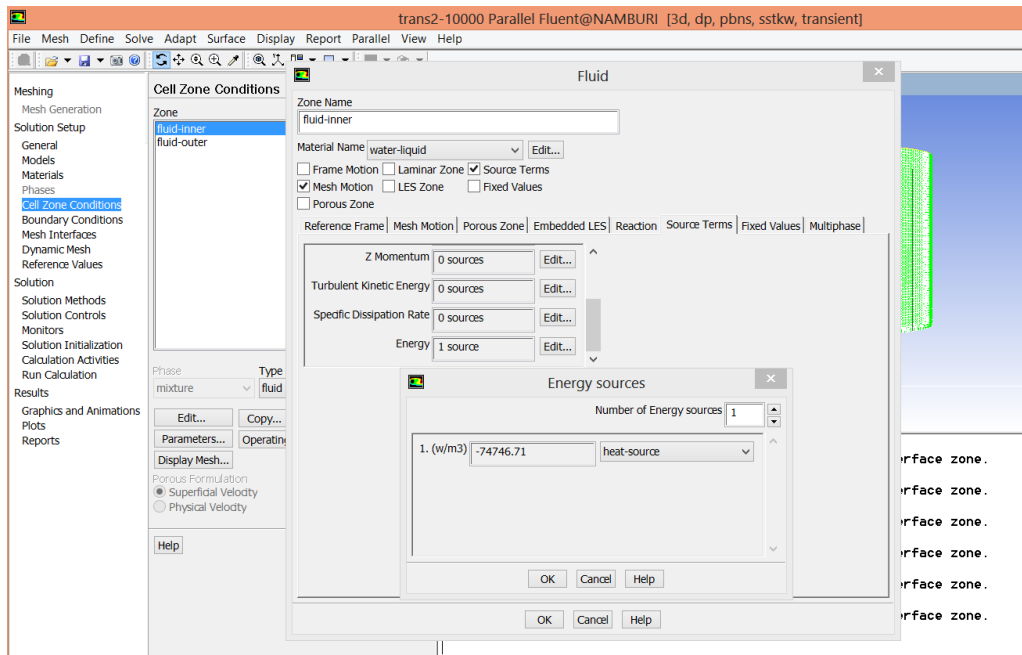 trans2-10000 Parallel Fluent@NAMBURI [3d, dp, pbns, sstkw, transient]
File Mesh Define Solve Adapt Surface Display Report Parallel View Help
Meshing
Mesh Generation
Solution Setup
General
Models
Materials
Phases
Cell Zone Conditions
Boundary Conditions
Mesh Interfaces
Dynamic Mesh
Reference Values
Solution
Solution Methods
Solution Controls
Monitors
Solution Initialization
Calculation Activities
Run Calculation
Results
Graphics and Animations
Plots
Reports
Cell Zone Conditions
Zone
fluid-inner
fluid-outer
Phase Type
mixture fluid
Edit... Copy...
Parameters... Operating
Display Mesh...
Porous Formulation
Superficial Velocity
Physical Velocity
Help
Fluid
Zone Name
fluid-inner
Material Name water-liquid Edit...
Frame Motion Laminar Zone Source Terms
Mesh Motion LES Zone Fixed Values
Porous Zone
Reference Frame Mesh Motion Porous Zone Embedded LES Reaction Source Terms Fixed Values Multiphase
Z Momentum 0 sources Edit...
Turbulent Kinetic Energy 0 sources Edit...
Specific Dissipation Rate 0 sources Edit...
Energy 1 source Edit...
Energy sources
Number of Energy sources 1
1. (w/m3) -74746.71 heat-source
OK Cancel Help
OK Cancel Help
rface zone.
rface zone.
rface zone.
rface zone.
rface zone.
rface zone.